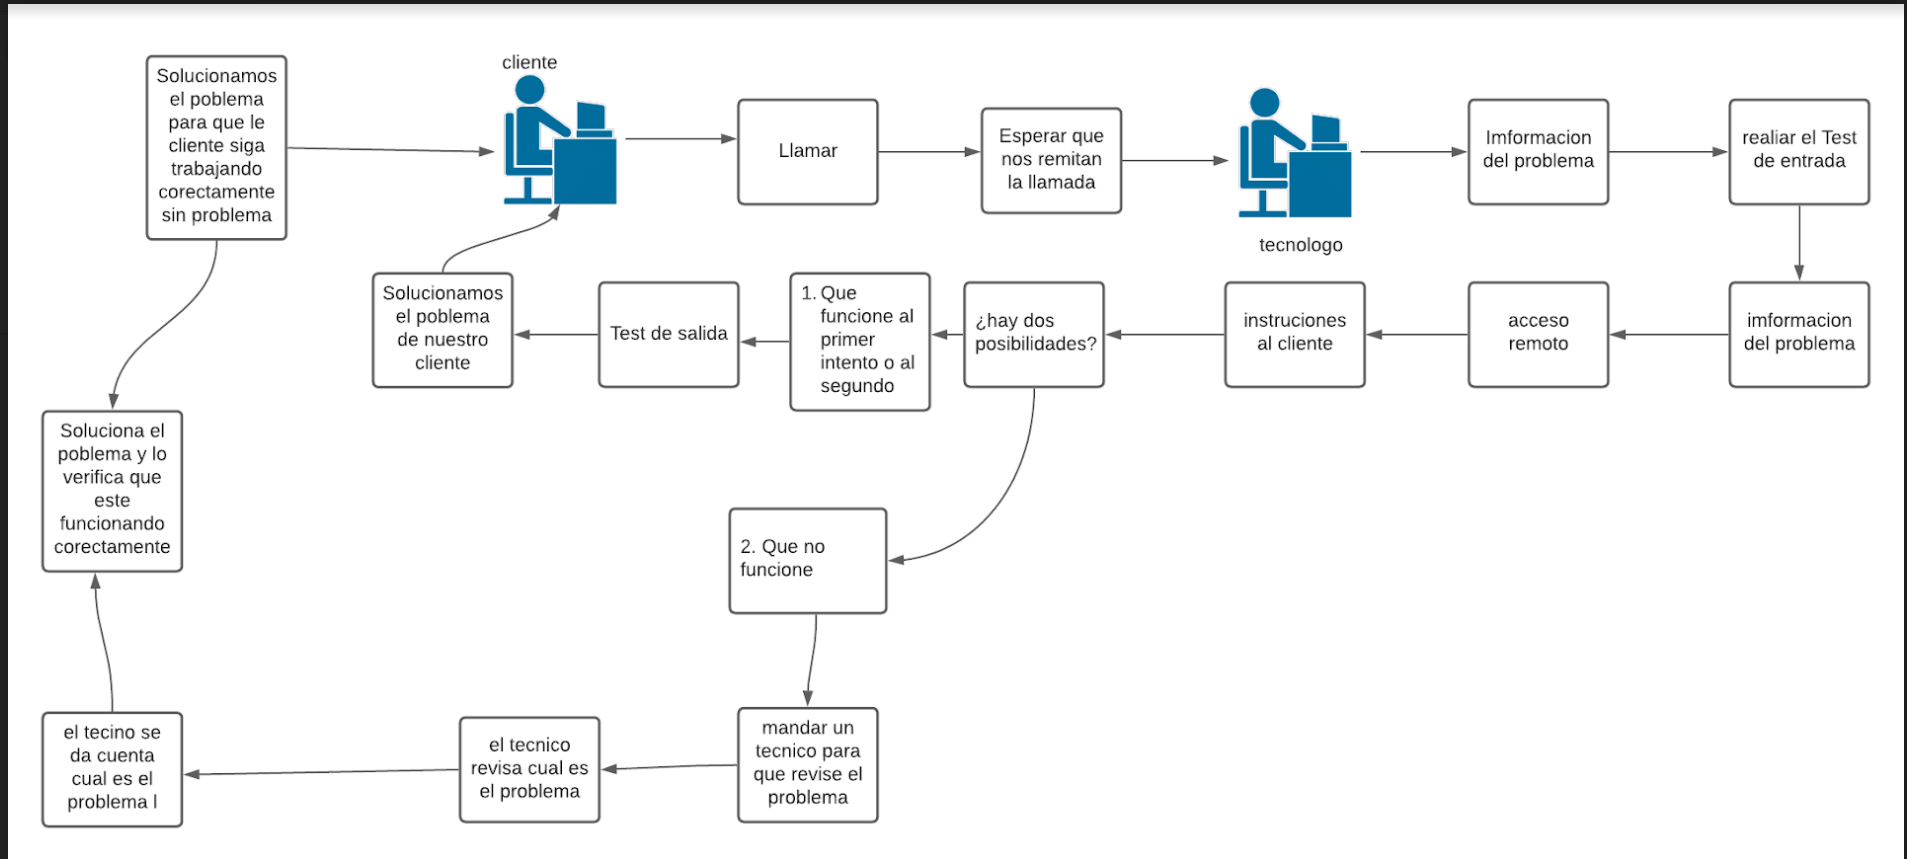 cliente
Solucionamos
el poblema
para que le
cliente siga
trabajando
corectamente
sin problema
Llamar
Esperar que
nos remitan
la llamada
tecnologo
Imformacion
del problema
realiar el Test
de entrada
imformacion
del problema
acceso
remoto
instruciones
al cliente
¿hay dos
posibilidades?
1. Que
funcione al
primer
intento o al
segundo
Test de salida
Solucionamos
el poblema
de nuestro
cliente
2. Que no
funcione
mandar un
tecnico para
que revise el
problema
el tecnico
revisa cual es
el problema
el tecino se
da cuenta
cual es el
problema l
Soluciona el
poblema y lo
verifica que
este
funcionando
corectamente